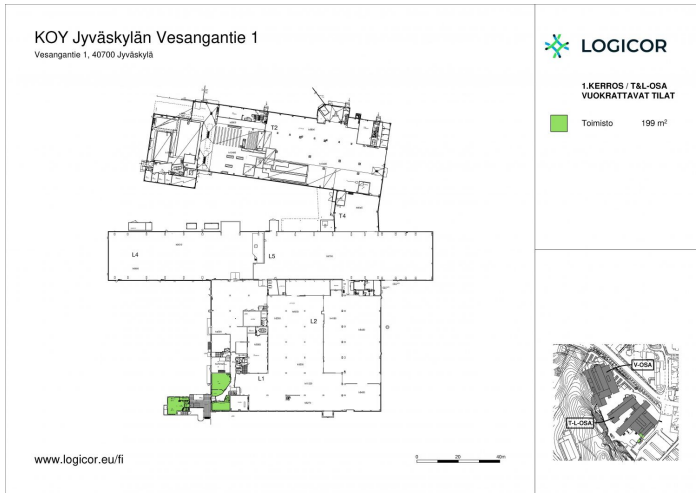 KOY Jyväskylän Vesangantie 1
Vesangantie 1, 40700 Jyväskylä
LOGICOR
1.KERROS / T&L-OSA
VUOKRATTAVAT TILAT
Toimisto 199 m²
T2
T4
L4
L5
L2
L1
V-OSA
T-L-OSA
www.logicor.eu/fi
0 20 40m